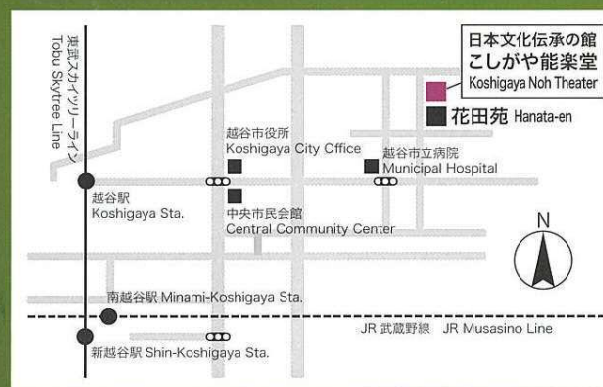 日本文化伝承の館
こしがや能楽堂
Koshigaya Noh Theater
花田苑 Hanata-en
東武スカイツリーライン
Tobu Skytree Line
越谷市役所
Koshigaya City Office
越谷市立病院
Municipal Hospital
越谷駅
Koshigaya Sta.
中央市民会館
Central Community Center
N
南越谷駅 Minami-Koshigaya Sta.
JR 武蔵野線 JR Musasino Line
新越谷駅 Shin-Koshigaya Sta.